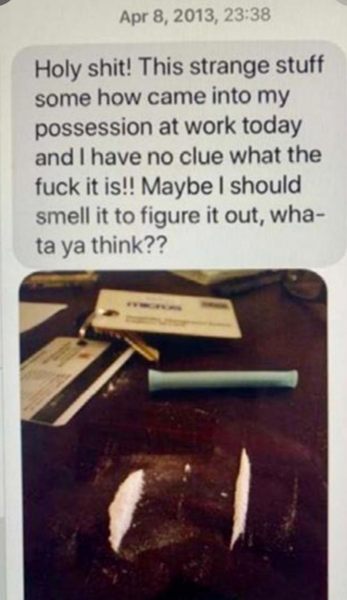 Apr 8, 2013, 23:38
Holy shit! This strange stuff
some how came into my
possession at work today
and I have no clue what the
fuck it is!! Maybe I should
smell it to figure it out, wha-
ta ya think??
micros